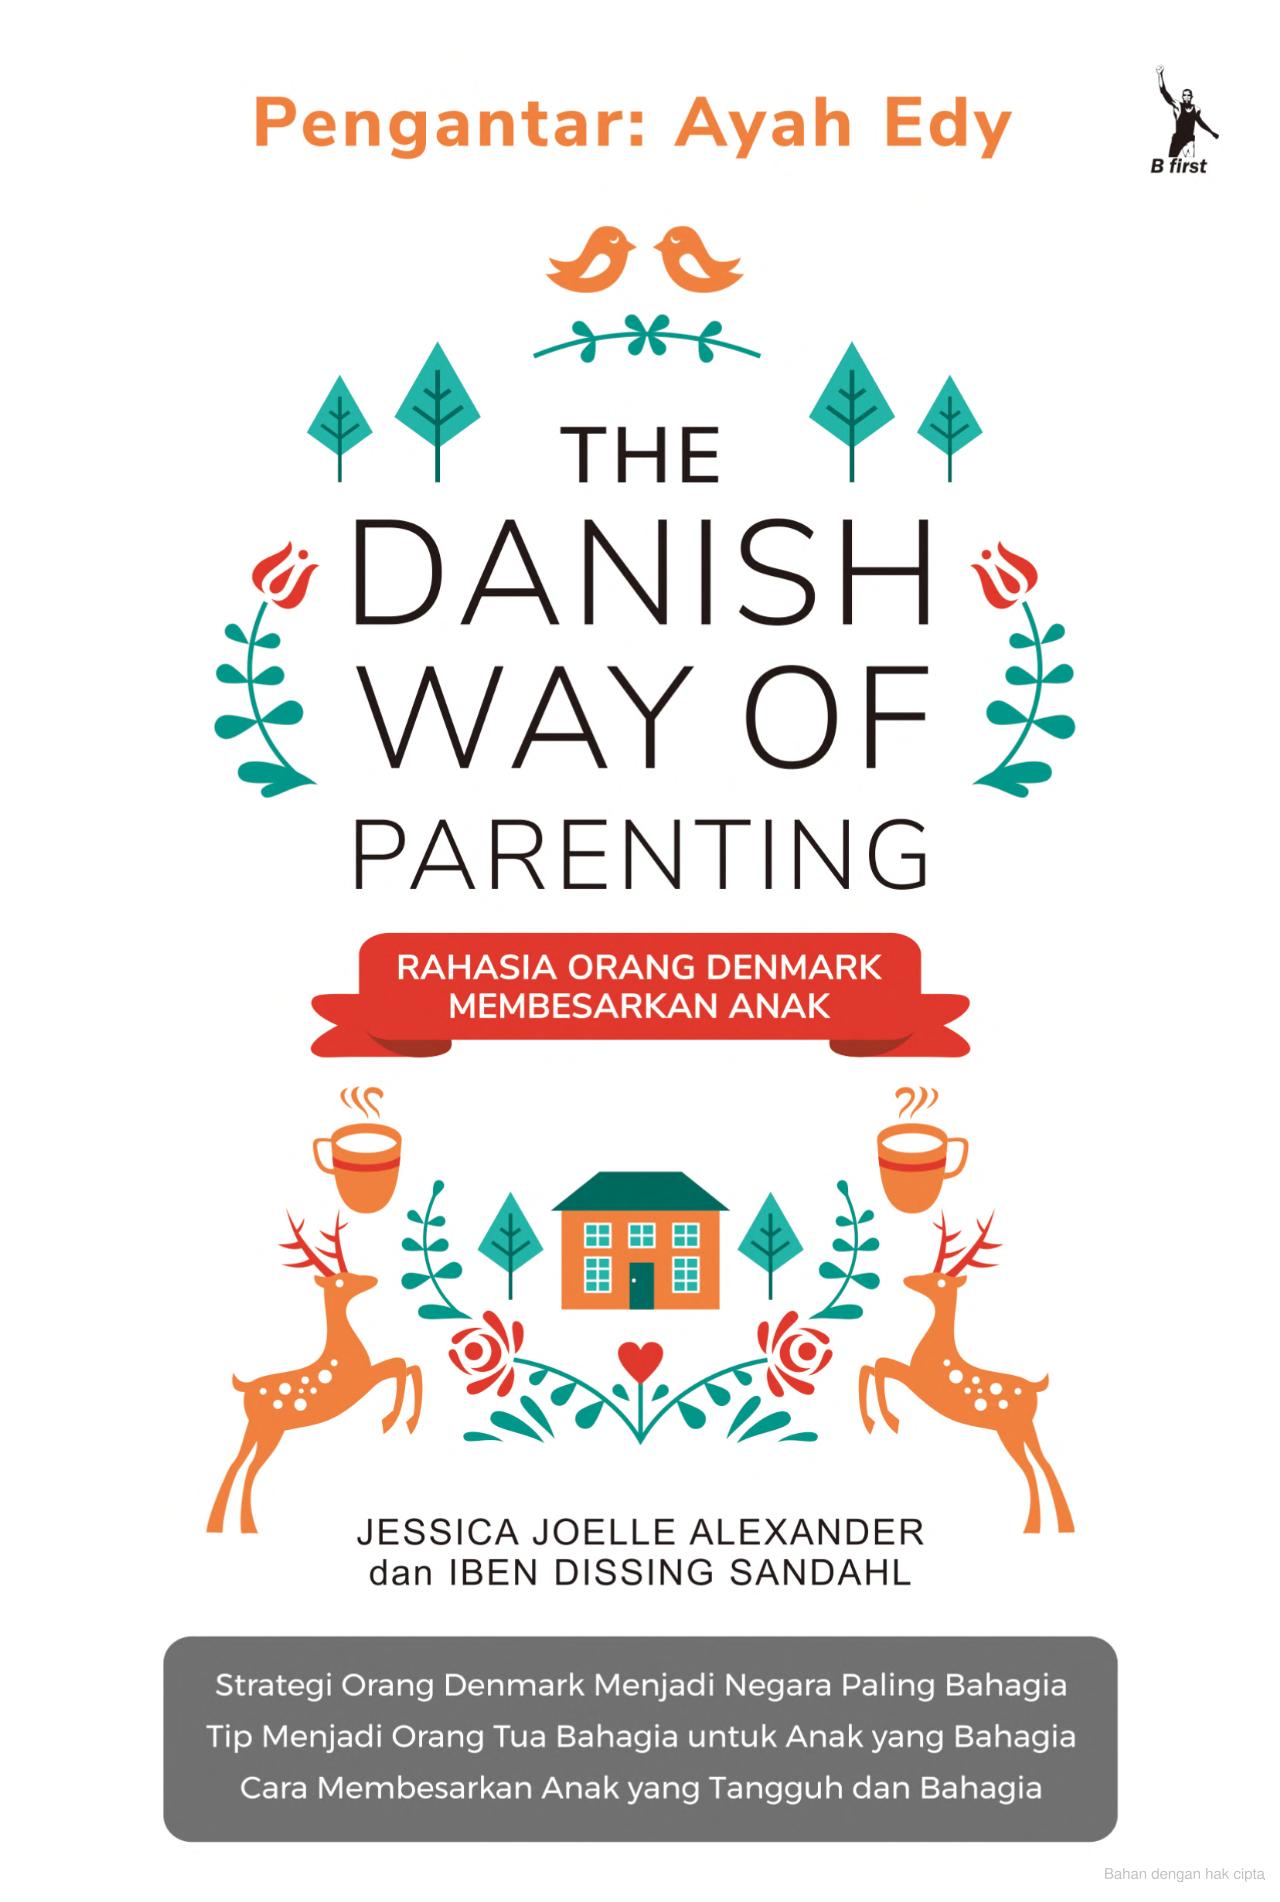 Pengantar: Ayah Edy
B first
THE
DANISH
WAY OF
PARENTING
RAHASIA ORANG DENMARK
MEMBESARKAN ANAK
JESSICA JOELLE ALEXANDER
dan IBEN DISSING SANDAHL
Strategi Orang Denmark Menjadi Negara Paling Bahagia
Tip Menjadi Orang Tua Bahagia untuk Anak yang Bahagia
Cara Membesarkan Anak yang Tangguh dan Bahagia
Bahan dengan hak cipta